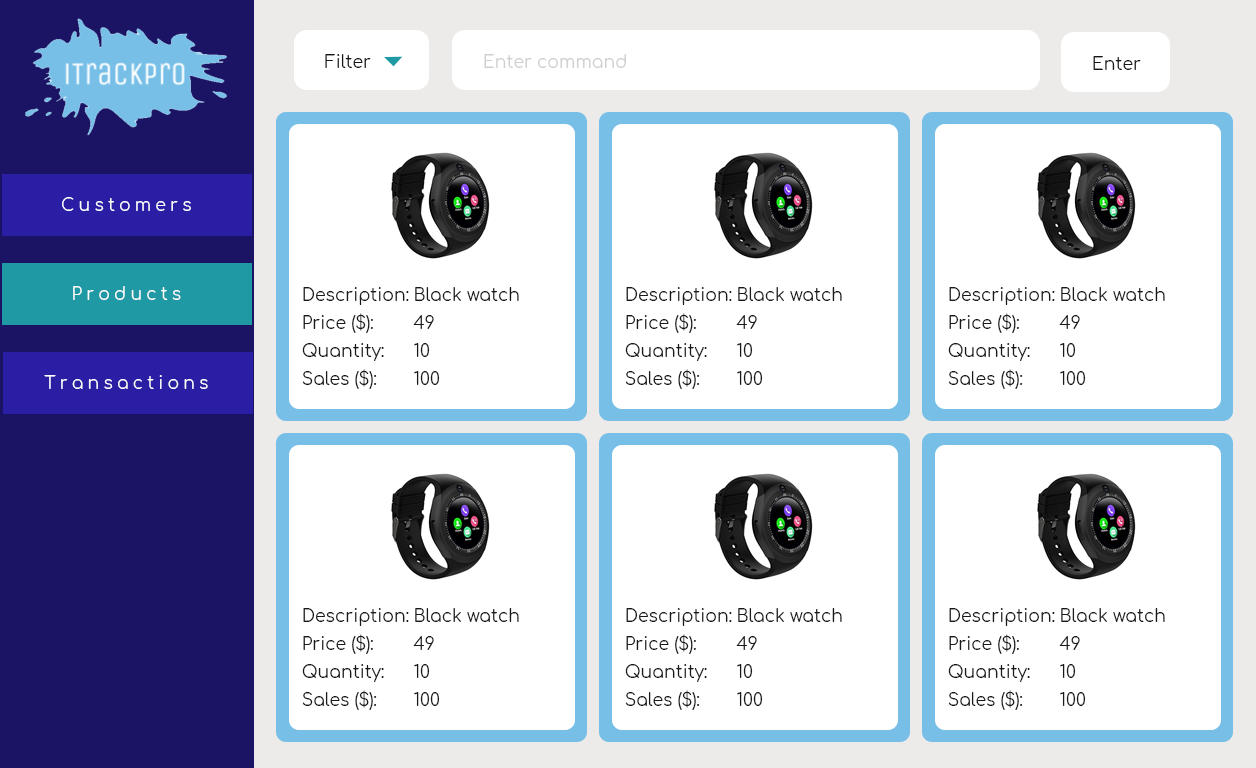 ITRACKPRO
Filter
Enter command
Enter
Customers
Products
Transactions
Description: Black watch
Price ($): 49
Quantity: 10
Sales ($): 100
Description: Black watch
Price ($): 49
Quantity: 10
Sales ($): 100
Description: Black watch
Price ($): 49
Quantity: 10
Sales ($): 100
Description: Black watch
Price ($): 49
Quantity: 10
Sales ($): 100
Description: Black watch
Price ($): 49
Quantity: 10
Sales ($): 100
Description: Black watch
Price ($): 49
Quantity: 10
Sales ($): 100